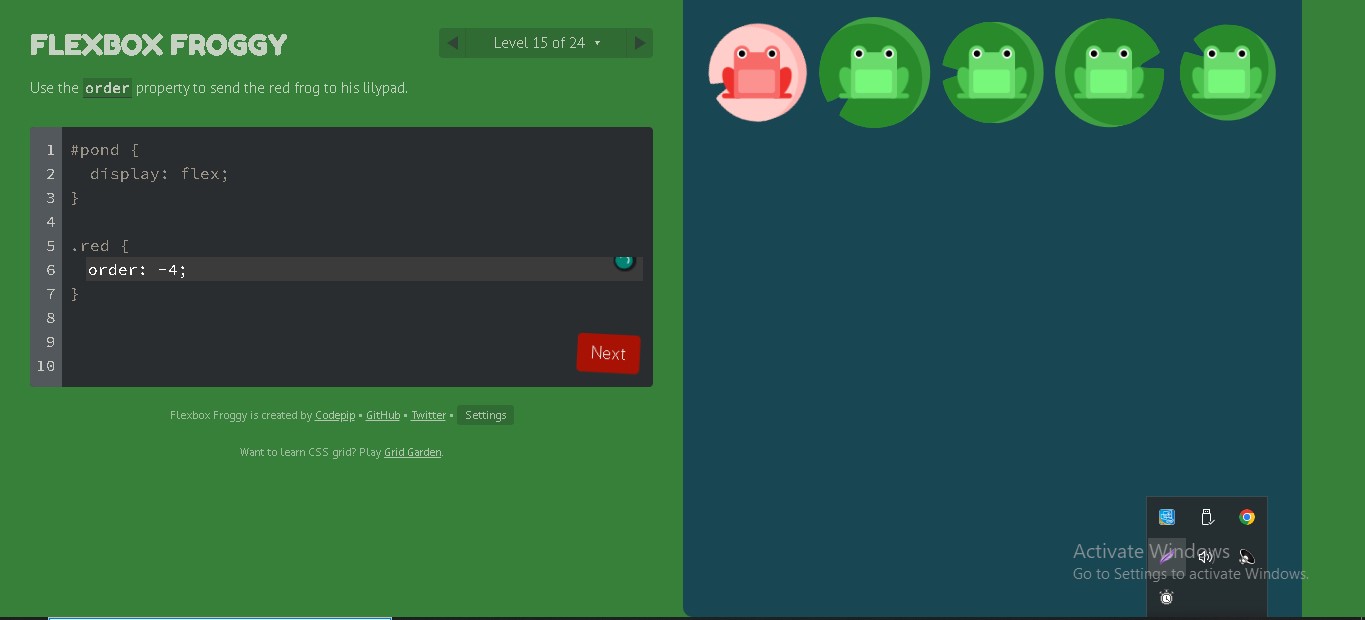 FLEXBOX FROGGY
◀ Level 15 of 24 ▾ ▶
Use the order property to send the red frog to his lilypad.
1 #pond {
2 display: flex;
3 }
4
5 .red {
6 order: -4;
7 }
8
9
10
Next
Flexbox Froggy is created by Codepip • GitHub • Twitter • Settings
Want to learn CSS grid? Play Grid Garden.
Activate Windows
Go to Settings to activate Windows.